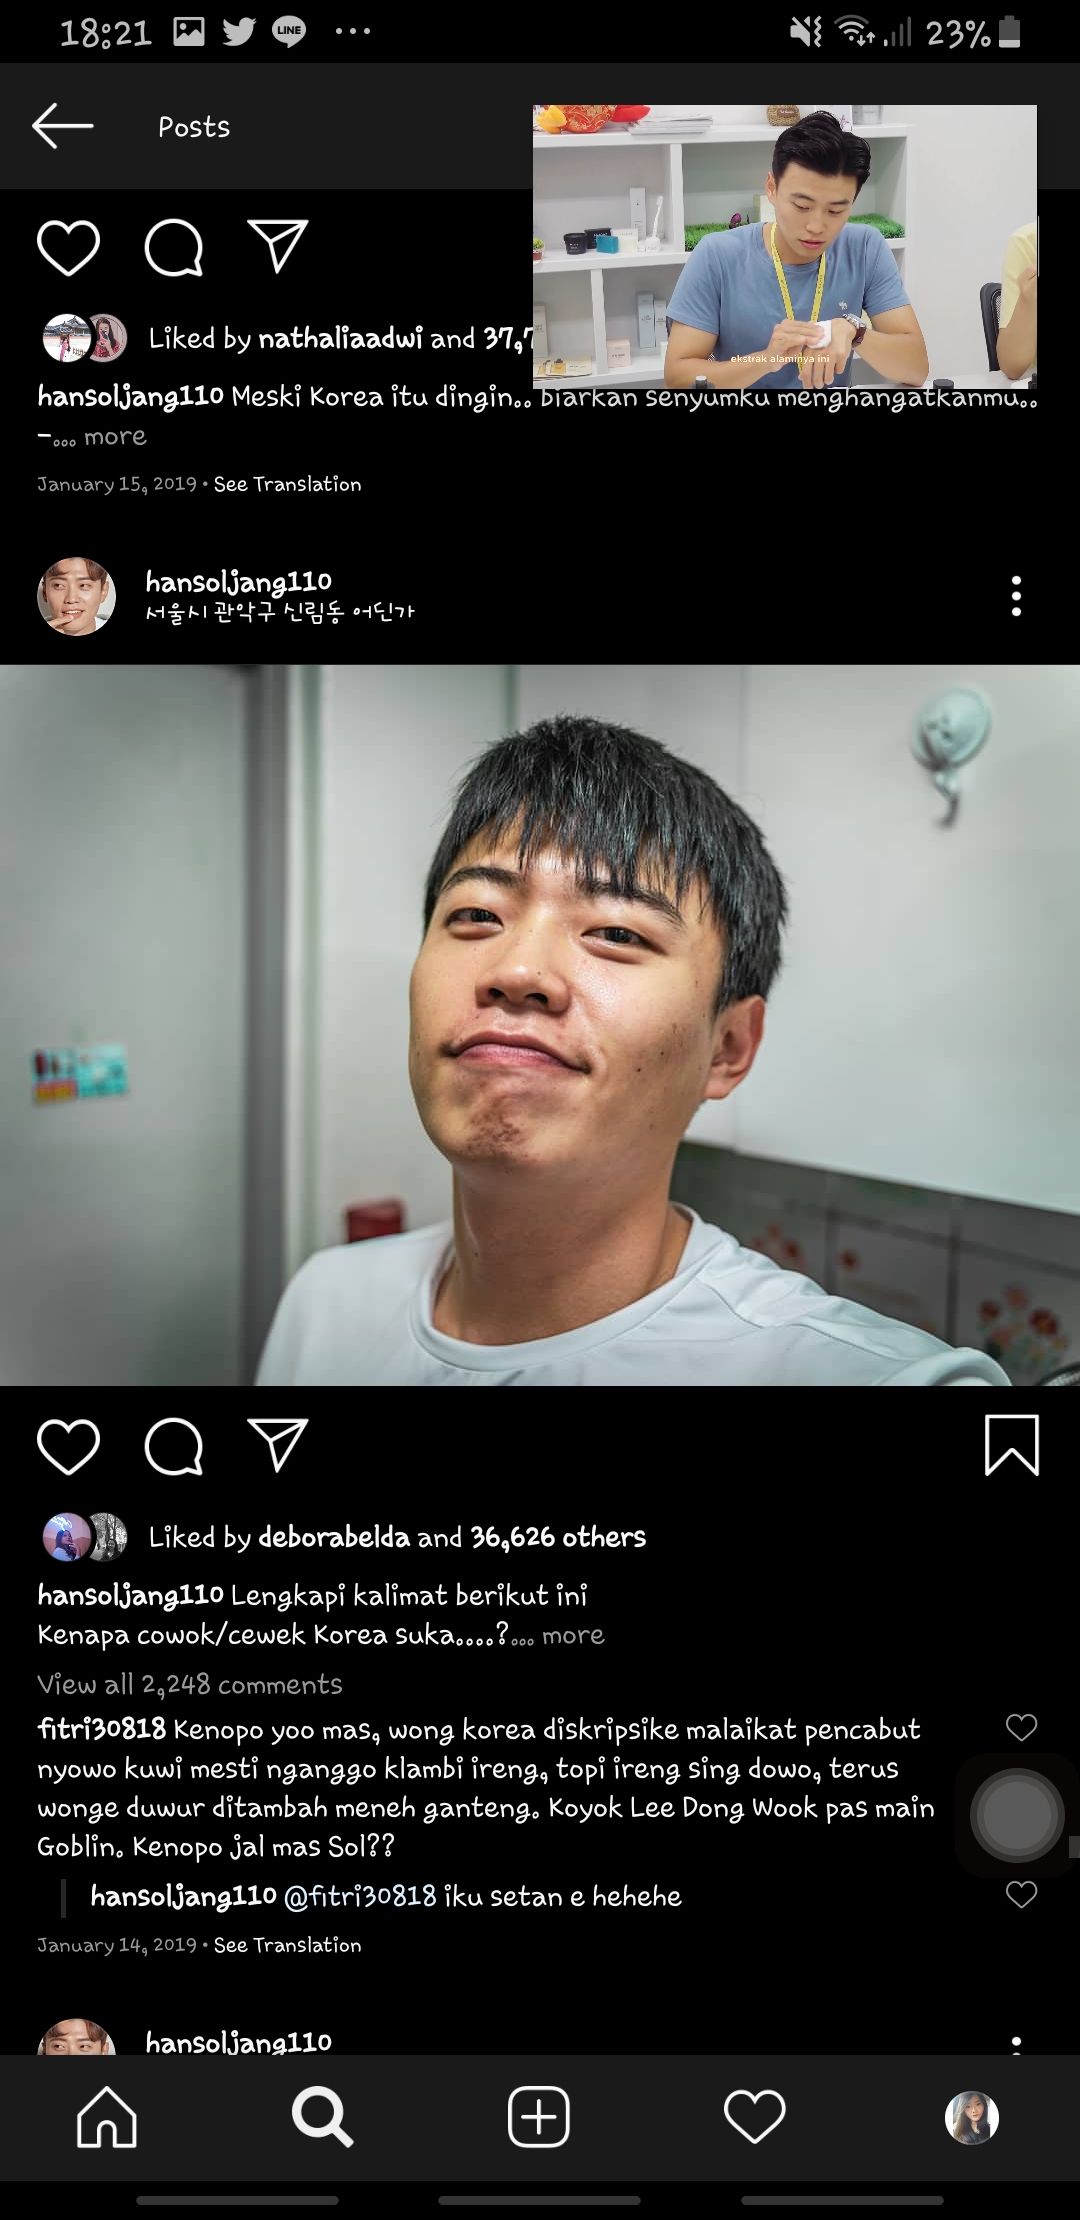 18:21 LINE 23%
Posts
ekstrak alaminya ini
Liked by nathaliaadwi and 37,7
hansoljang110 Meski Korea itu dingin.. biarkan senyumku menghangatkanmu..
–... more
January 15, 2019 • See Translation
hansoljang110
서울시 관악구 신림동 어딘가
Liked by deborabelda and 36,626 others
hansoljang110 Lengkapi kalimat berikut ini
Kenapa cowok/cewek Korea suka....?... more
View all 2,248 comments
fitri30818 Kenopo yoo mas, wong korea diskripsike malaikat pencabut
nyowo kuwi mesti nganggo klambi ireng, topi ireng sing dowo, terus
wonge duwur ditambah meneh ganteng. Koyok Lee Dong Wook pas main
Goblin. Kenopo jal mas Sol??
hansoljang110 @fitri30818 iku setan e hehehe
January 14, 2019 • See Translation
hansoljang110